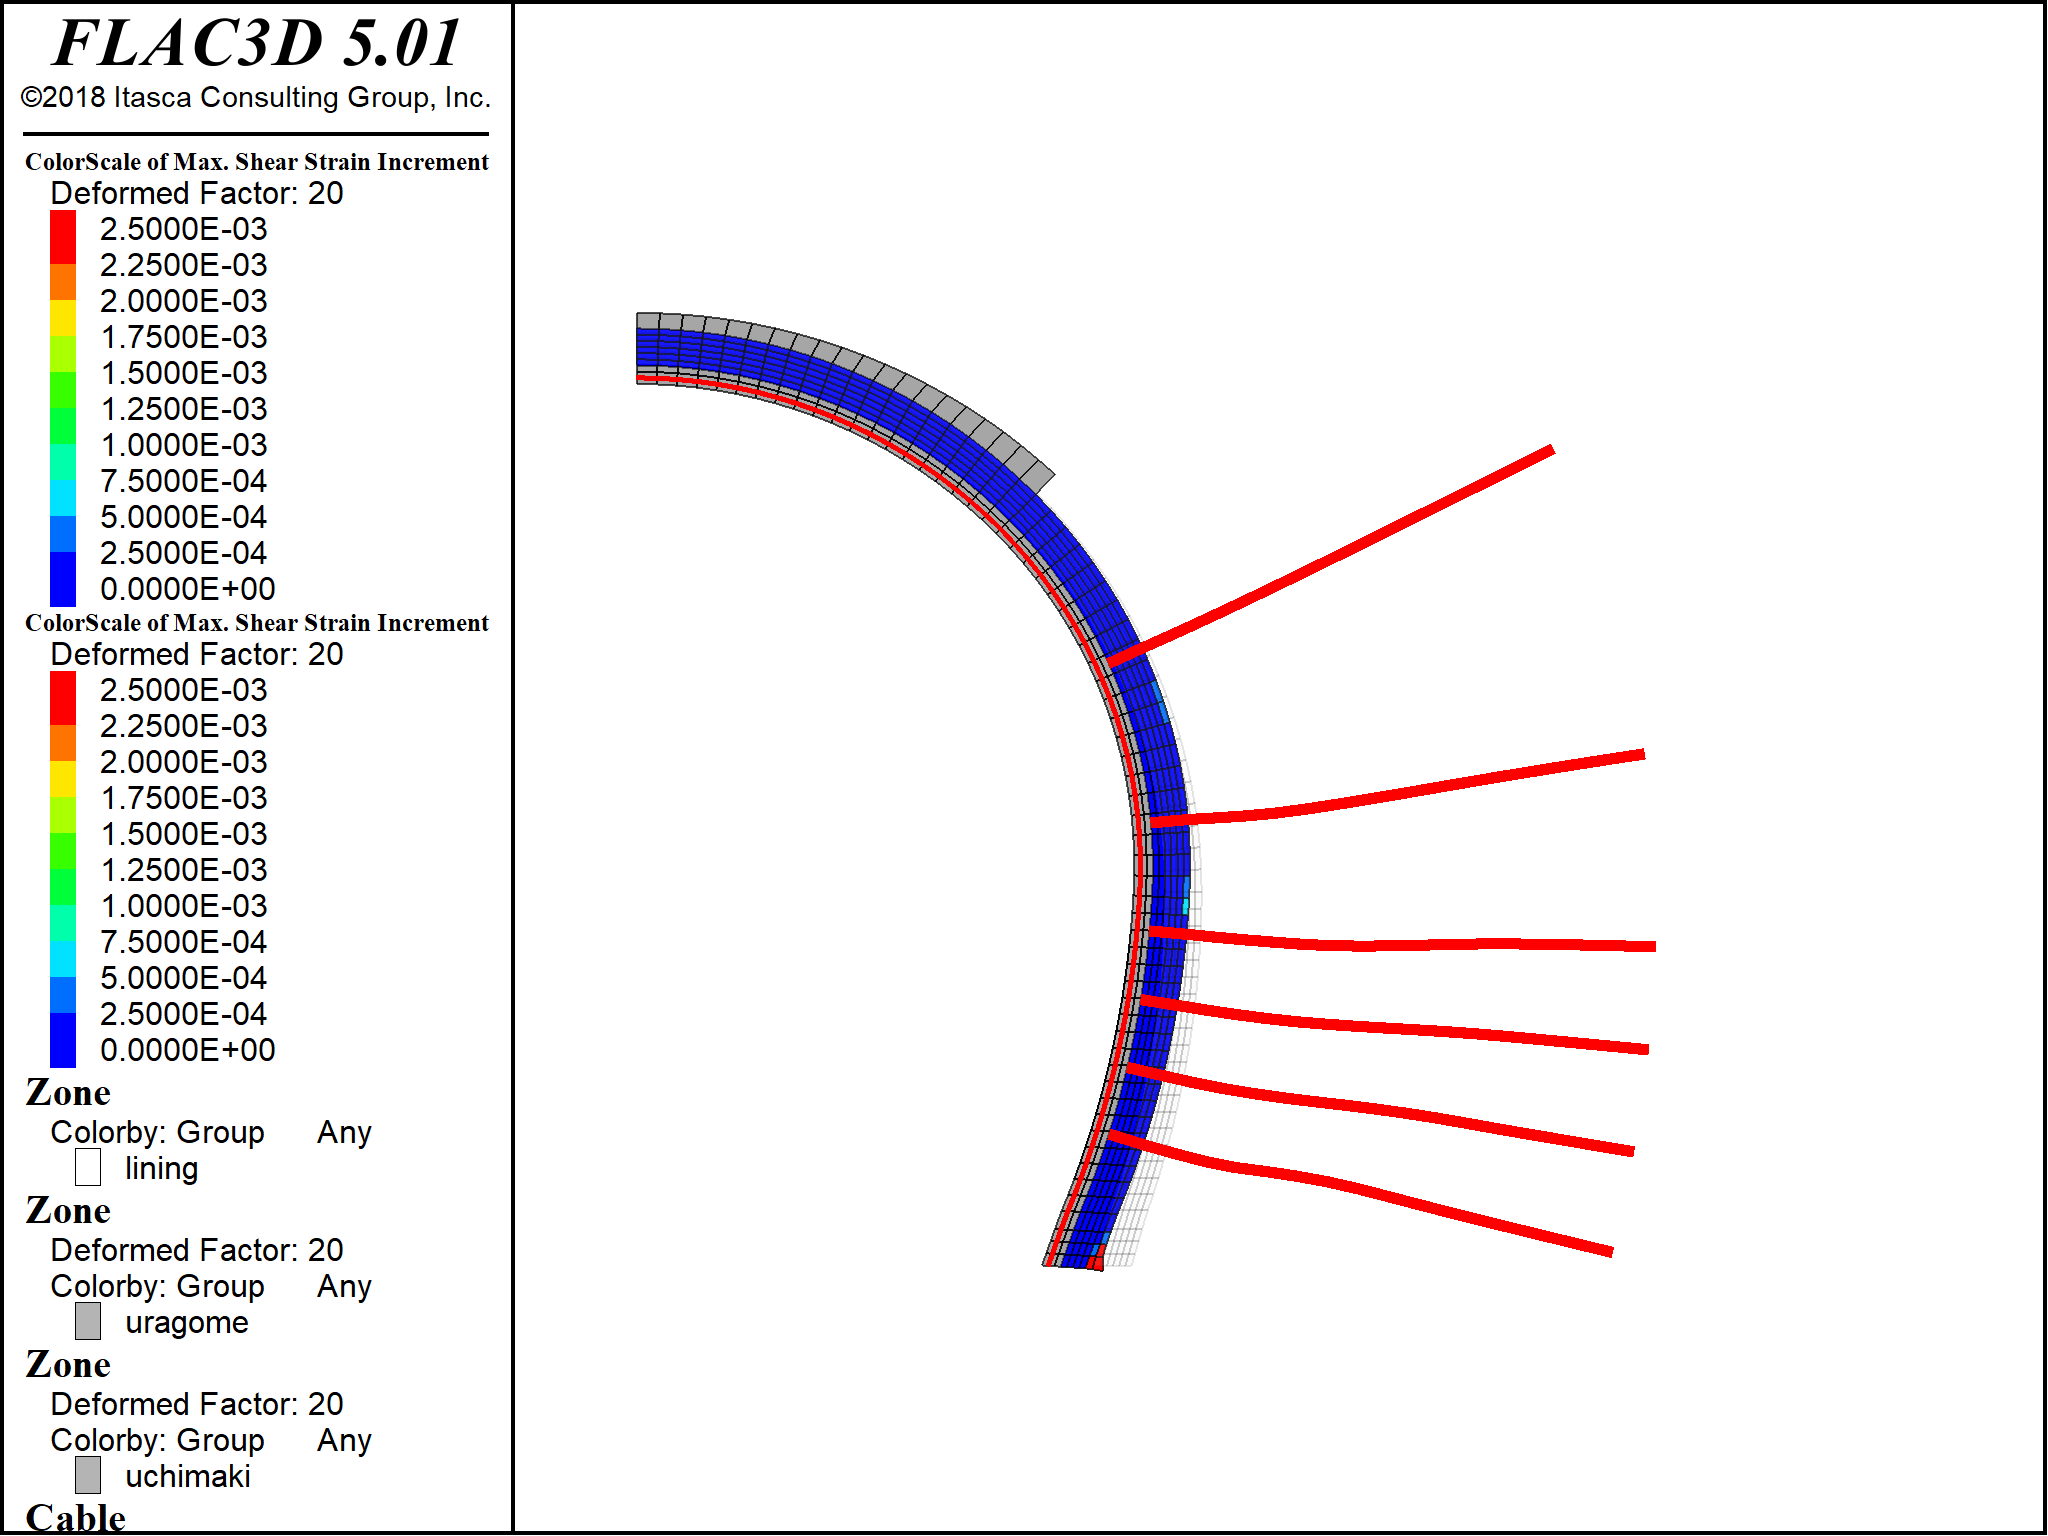 FLAC3D 5.01
©2018 Itasca Consulting Group, Inc.
ColorScale of Max. Shear Strain Increment
Deformed Factor: 20
2.5000E-03
2.2500E-03
2.0000E-03
1.7500E-03
1.5000E-03
1.2500E-03
1.0000E-03
7.5000E-04
5.0000E-04
2.5000E-04
0.0000E+00
ColorScale of Max. Shear Strain Increment
Deformed Factor: 20
2.5000E-03
2.2500E-03
2.0000E-03
1.7500E-03
1.5000E-03
1.2500E-03
1.0000E-03
7.5000E-04
5.0000E-04
2.5000E-04
0.0000E+00
Zone
Colorby: Group Any
lining
Zone
Deformed Factor: 20
Colorby: Group Any
uragome
Zone
Deformed Factor: 20
Colorby: Group Any
uchimaki
Cable